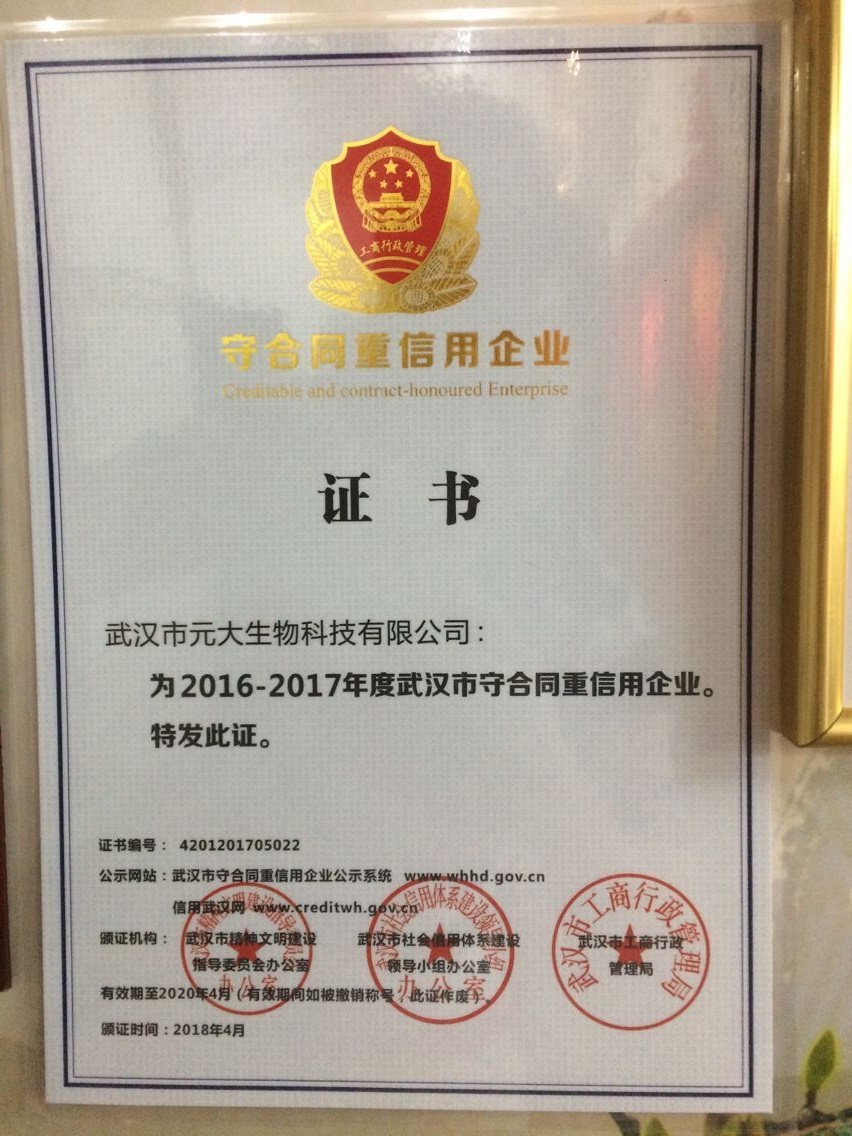 工商行政管理
守合同重信用企业
Creditable and contract-honoured Enterprise
证 书
武汉市元大生物科技有限公司：
为2016-2017年度武汉市守合同重信用企业。
特发此证。
证书编号： 4201201705022
公示网站：武汉市守合同重信用企业公示系统 www.whhd.gov.cn
信用武汉网 www.creditwh.gov.cn
颁证机构： 武汉市精神文明建设 武汉市社会信用体系建设 武汉市工商行政
指导委员会办公室 领导小组办公室 管理局
办公室 办公室 武汉市工商行政管理局
有效期至2020年4月（有效期间如被撤销称号，此证作废）。
颁证时间：2018年4月